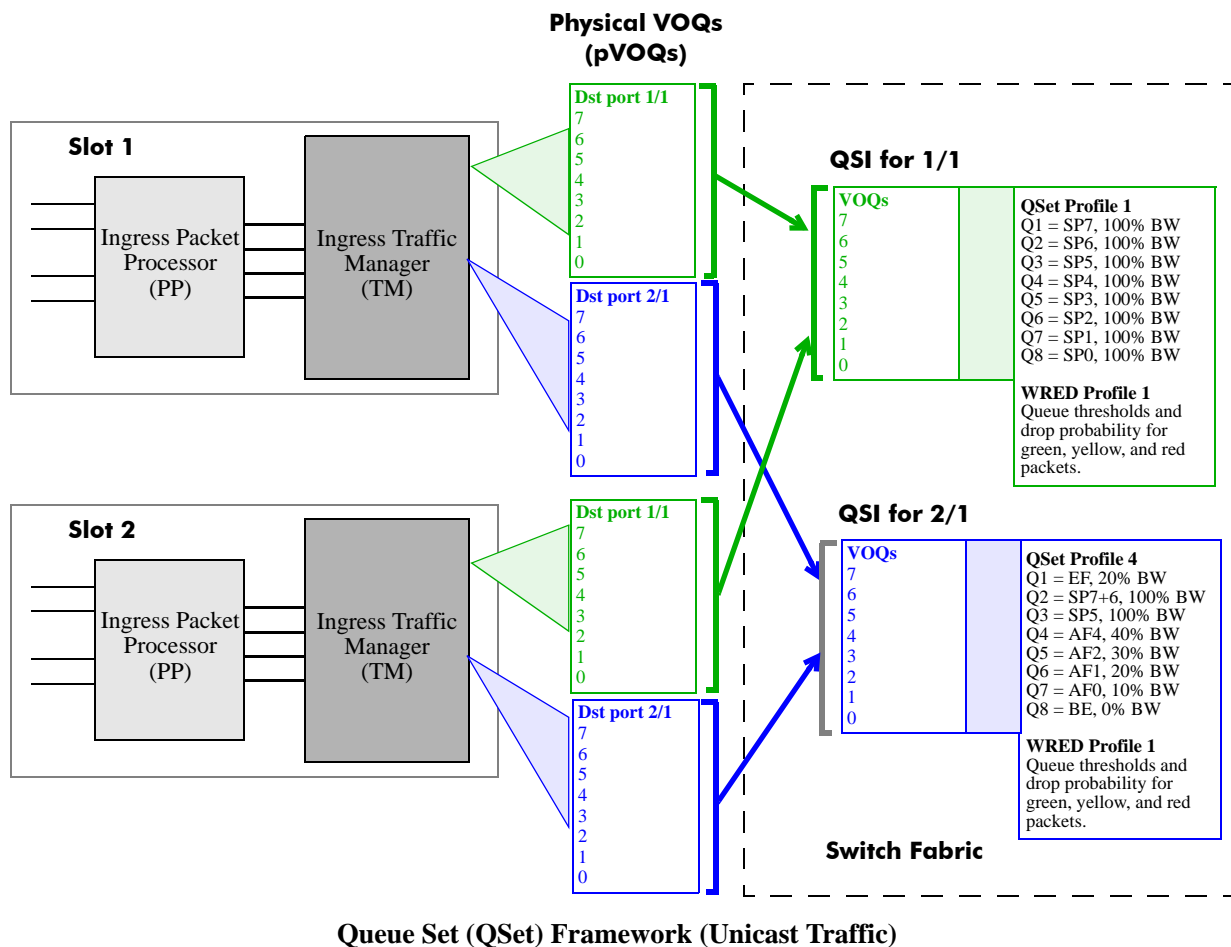 Physical VOQs
(pVOQs)
Slot 1
Ingress Packet
Processor
(PP)
Ingress Traffic
Manager
(TM)
Dst port 1/1
7
6
5
4
3
2
1
0
Dst port 2/1
7
6
5
4
3
2
1
0
QSI for 1/1
VOQs
7
6
5
4
3
2
1
0
QSet Profile 1
Q1 = SP7, 100% BW
Q2 = SP6, 100% BW
Q3 = SP5, 100% BW
Q4 = SP4, 100% BW
Q5 = SP3, 100% BW
Q6 = SP2, 100% BW
Q7 = SP1, 100% BW
Q8 = SP0, 100% BW
WRED Profile 1
Queue thresholds and
drop probability for
green, yellow, and red
packets.
Slot 2
Ingress Packet
Processor
(PP)
Ingress Traffic
Manager
(TM)
Dst port 1/1
7
6
5
4
3
2
1
0
Dst port 2/1
7
6
5
4
3
2
1
0
QSI for 2/1
VOQs
7
6
5
4
3
2
1
0
QSet Profile 4
Q1 = EF, 20% BW
Q2 = SP7+6, 100% BW
Q3 = SP5, 100% BW
Q4 = AF4, 40% BW
Q5 = AF2, 30% BW
Q6 = AF1, 20% BW
Q7 = AF0, 10% BW
Q8 = BE, 0% BW
WRED Profile 1
Queue thresholds and
drop probability for
green, yellow, and red
packets.
Switch Fabric
Queue Set (QSet) Framework (Unicast Traffic)